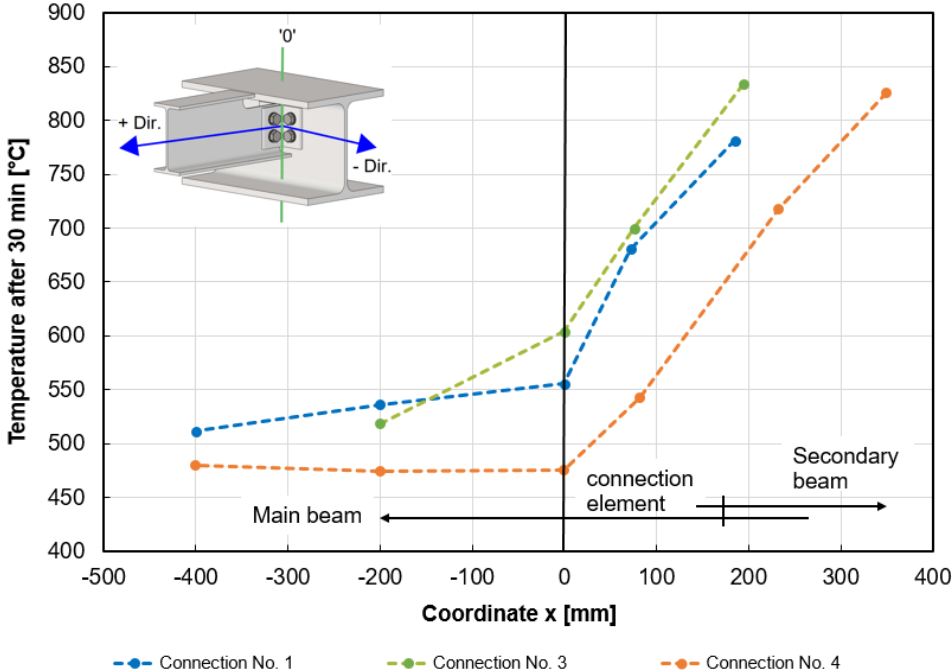 Temperature after 30 min [°C]
900
850
800
750
700
650
600
550
500
450
400
'0'
+ Dir.
- Dir.
connection
element
Secondary
beam
Main beam
-500
-400
-300
-200
-100
0
100
200
300
400
Coordinate x [mm]
Connection No. 1
Connection No. 3
Connection No. 4